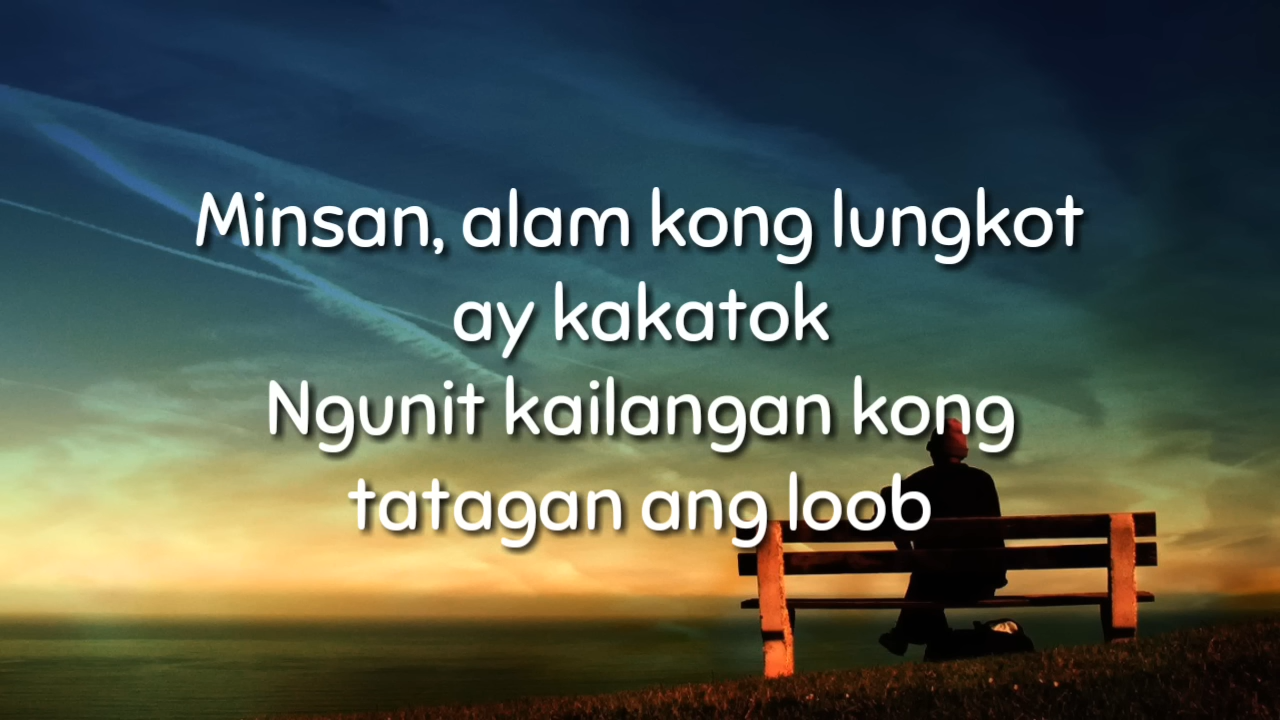 Minsan, alam kong lungkot
ay kakatok
Ngunit kailangan kong
tatagan ang loob